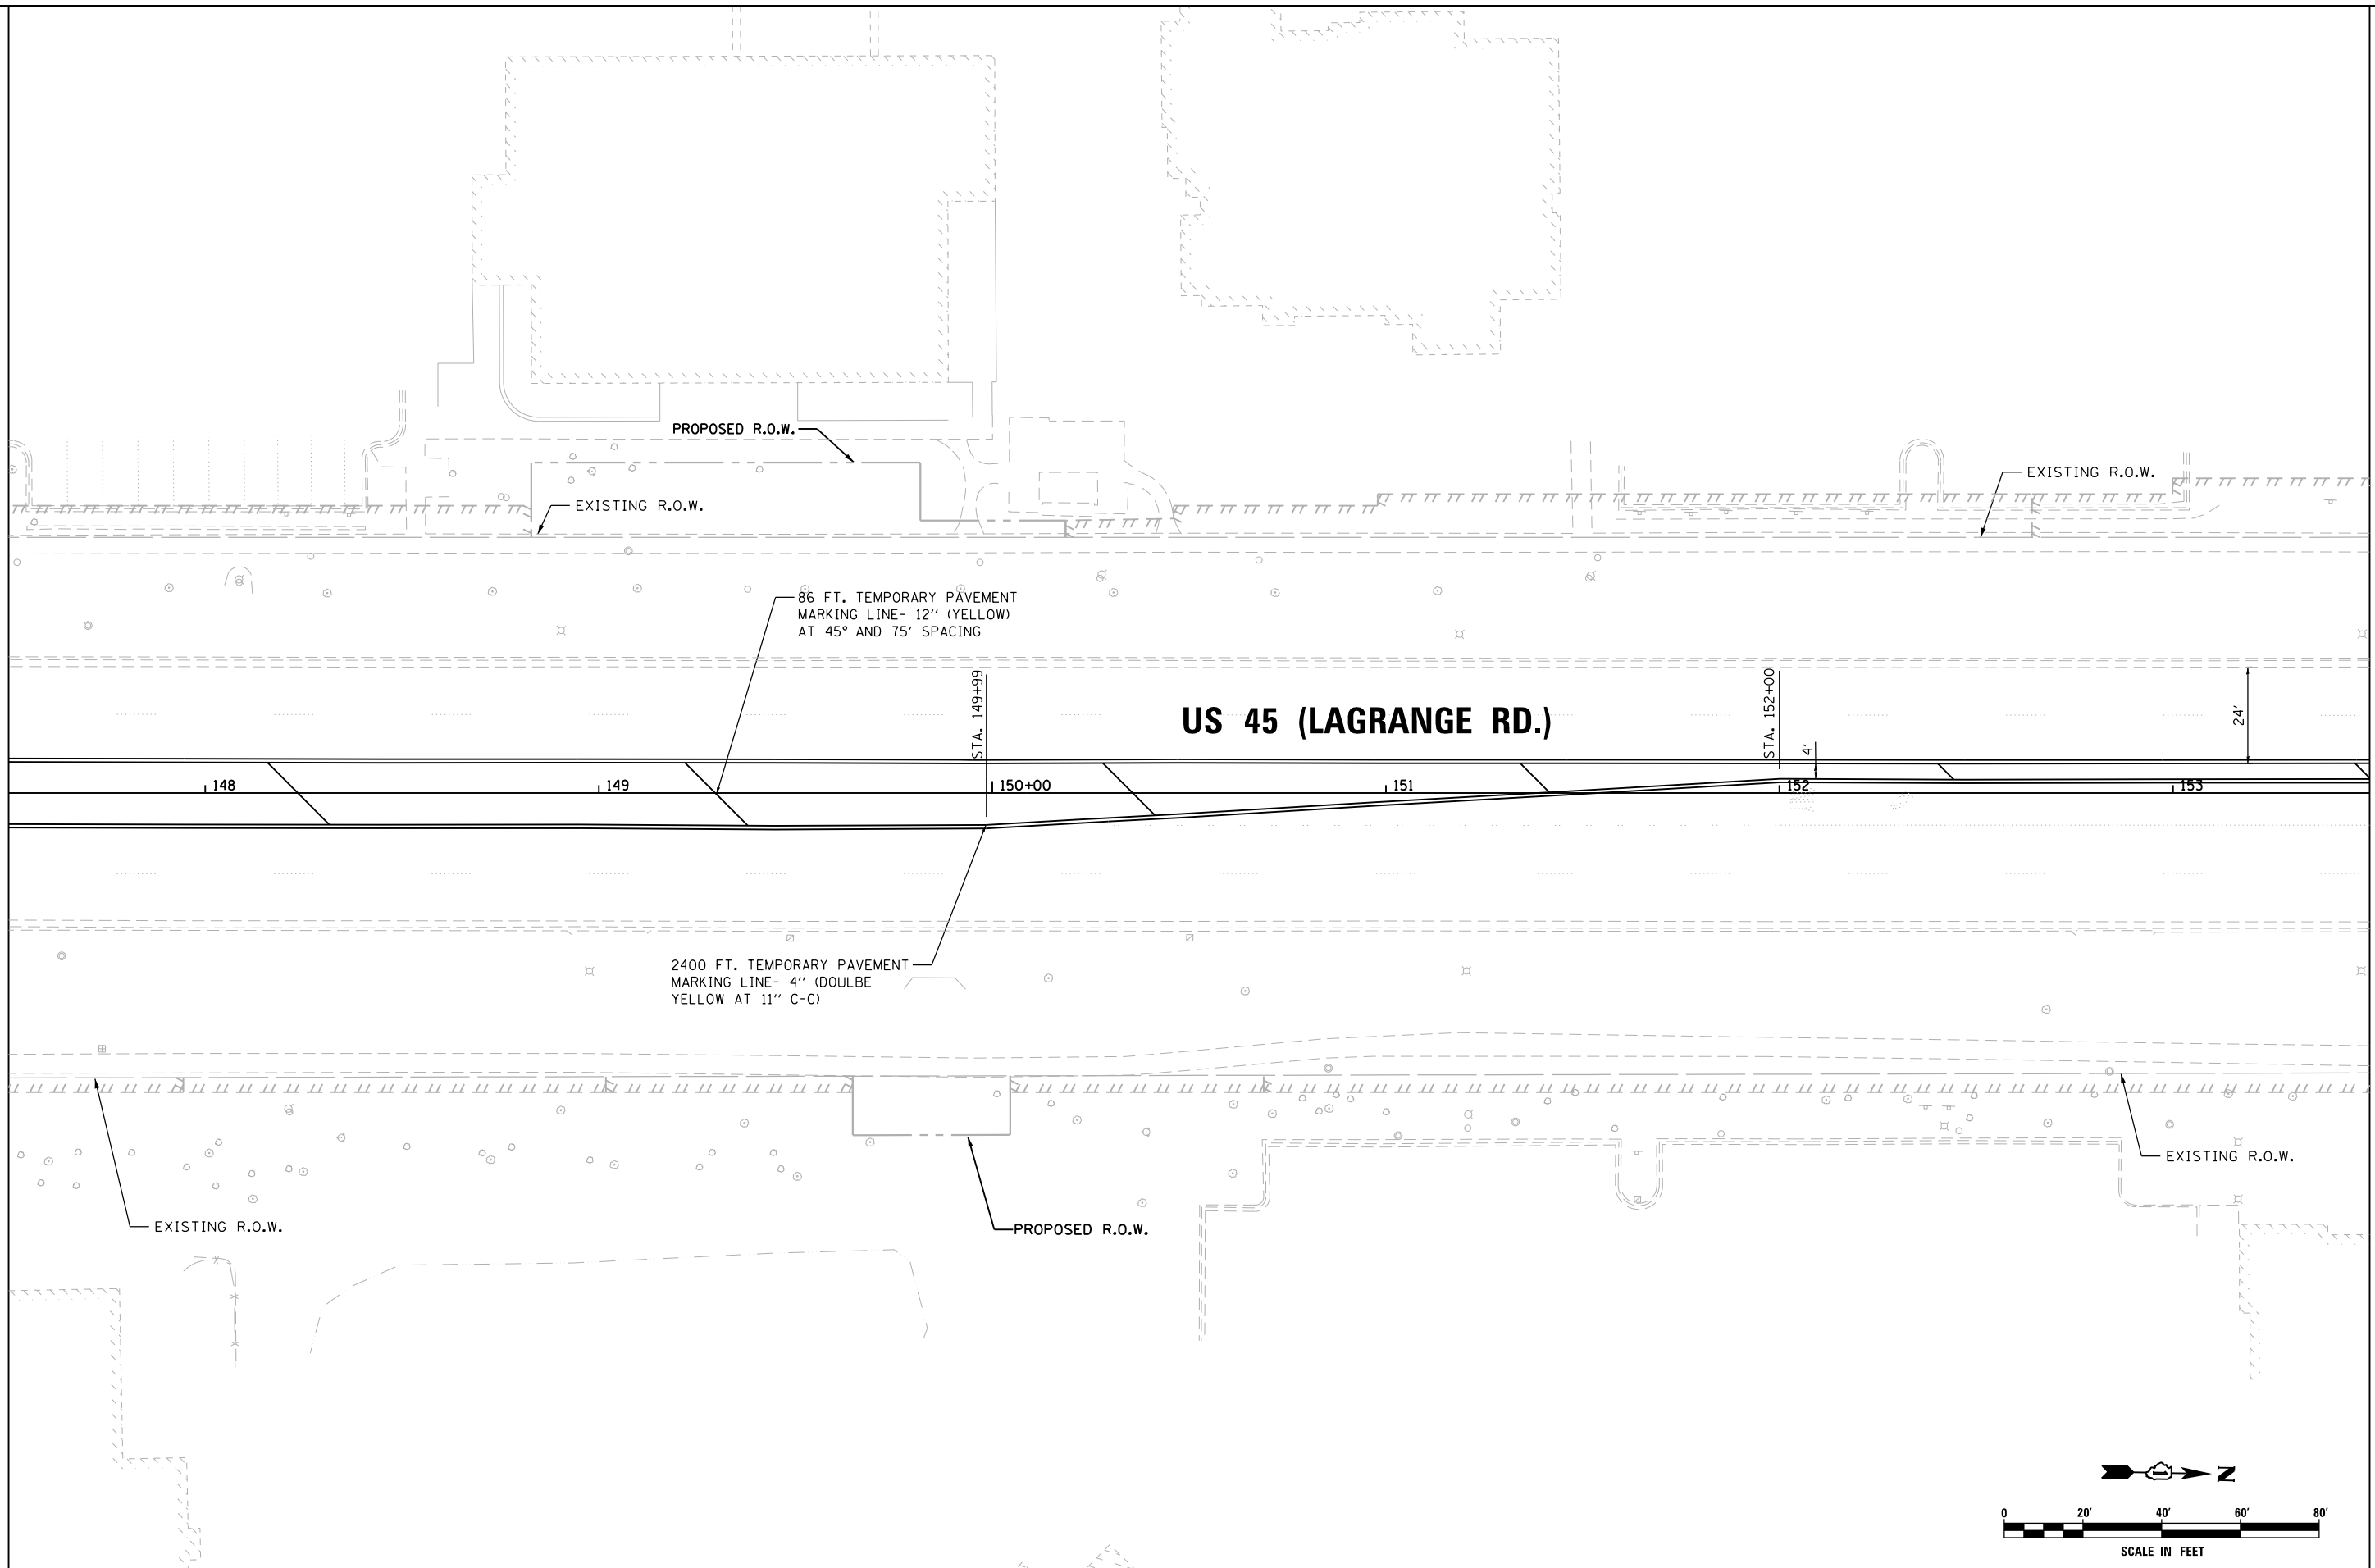 PROPOSED R.O.W.
EXISTING R.O.W.
EXISTING R.O.W.
86 FT. TEMPORARY PAVEMENT
MARKING LINE- 12'' (YELLOW)
AT 45° AND 75' SPACING
STA. 149+99
US 45 (LAGRANGE RD.)
STA. 152+00
4'
24'
148
149
150+00
151
152
153
2400 FT. TEMPORARY PAVEMENT
MARKING LINE- 4'' (DOULBE
YELLOW AT 11'' C-C)
EXISTING R.O.W.
EXISTING R.O.W.
PROPOSED R.O.W.
N
0 20' 40' 60' 80'
SCALE IN FEET